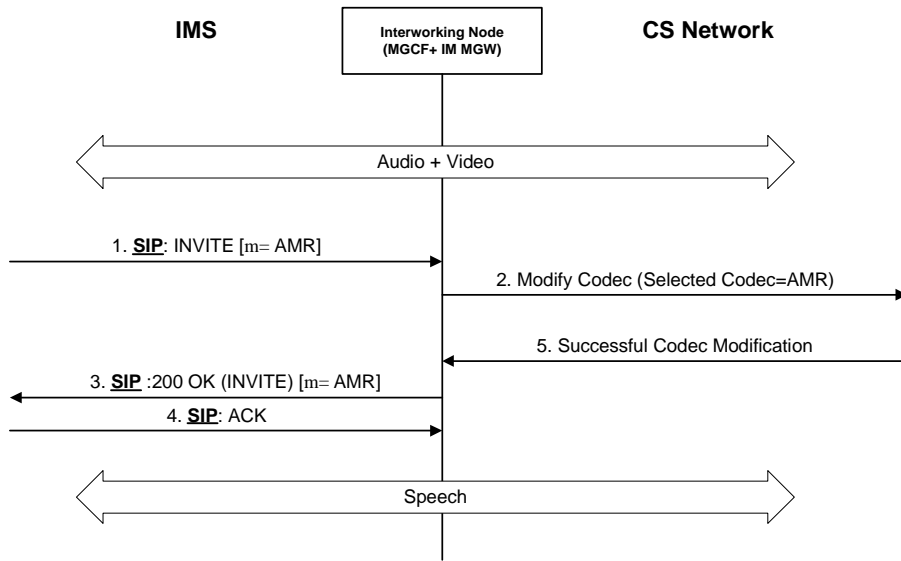 IMS
Interworking Node
(MGCF+ IM MGW)
CS Network
Audio + Video
1. SIP: INVITE [m= AMR]
2. Modify Codec (Selected Codec=AMR)
5. Successful Codec Modification
3. SIP :200 OK (INVITE) [m= AMR]
4. SIP: ACK
Speech